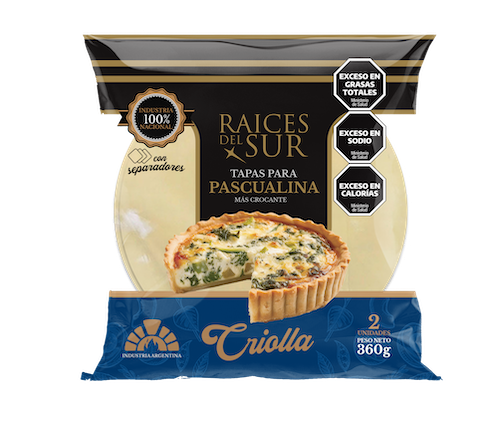 EXCESO EN
GRASAS
TOTALES
Ministerio
de Salud
INDUSTRIA
100%
NACIONAL
RAICES
DEL
SUR
EXCESO EN
SODIO
Ministerio
de Salud
con
separadores
TAPAS PARA
PASCUALINA
MÁS CROCANTE
EXCESO EN
CALORÍAS
Ministerio
de Salud
INDUSTRIA ARGENTINA
Criolla
2
UNIDADES
PESO NETO
360g